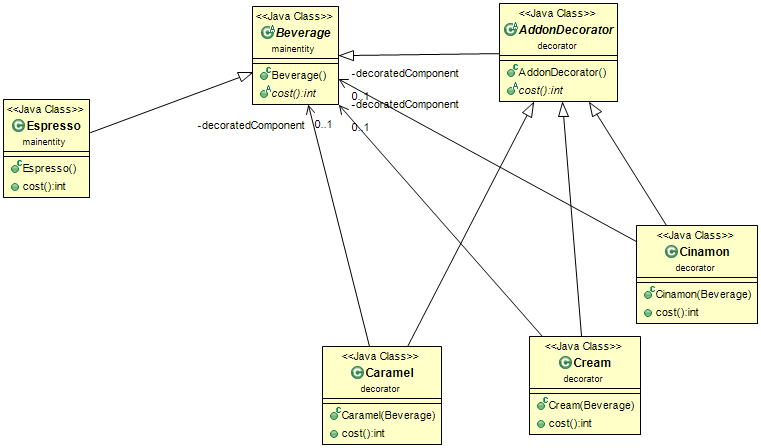 <<Java Class>>
Beverage
mainentity
Beverage()
cost():int
<<Java Class>>
AddonDecorator
decorator
AddonDecorator()
cost():int
-decoratedComponent
0..1
-decoratedComponent
0..1
-decoratedComponent
0..1
<<Java Class>>
Espresso
mainentity
Espresso()
cost():int
<<Java Class>>
Cinamon
decorator
Cinamon(Beverage)
cost():int
<<Java Class>>
Caramel
decorator
Caramel(Beverage)
cost():int
<<Java Class>>
Cream
decorator
Cream(Beverage)
cost():int